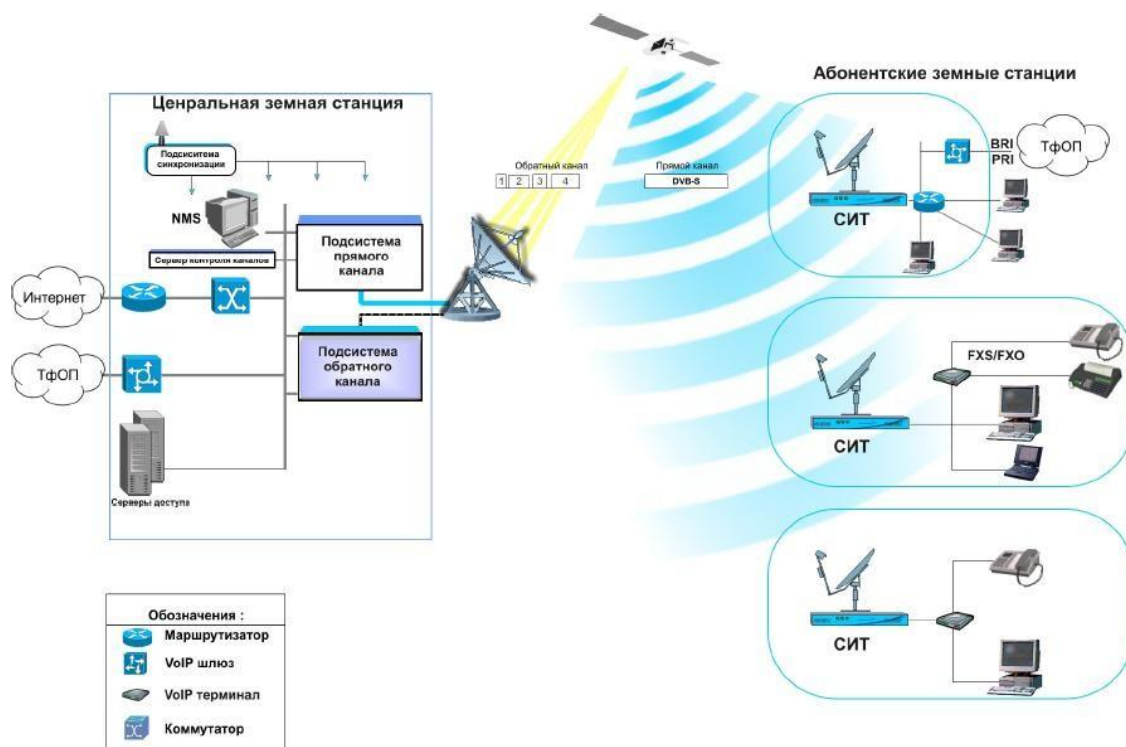 Ценральная земная станция
Подсиситема
синхронизации
NMS
Сервер контроля каналов
Подсистема
прямого
канала
Подсистема
обратного
канала
Интернет
ТфОП
Серверы доступа
Обратный канал
1 2 3 4
Прямой канал
DVB-S
Абонентские земные станции
СИТ
BRI
PRI
ТфОП
СИТ
FXS/FXO
СИТ
Обозначения :
Маршрутизатор
VoIP шлюз
VoIP терминал
Коммутатор